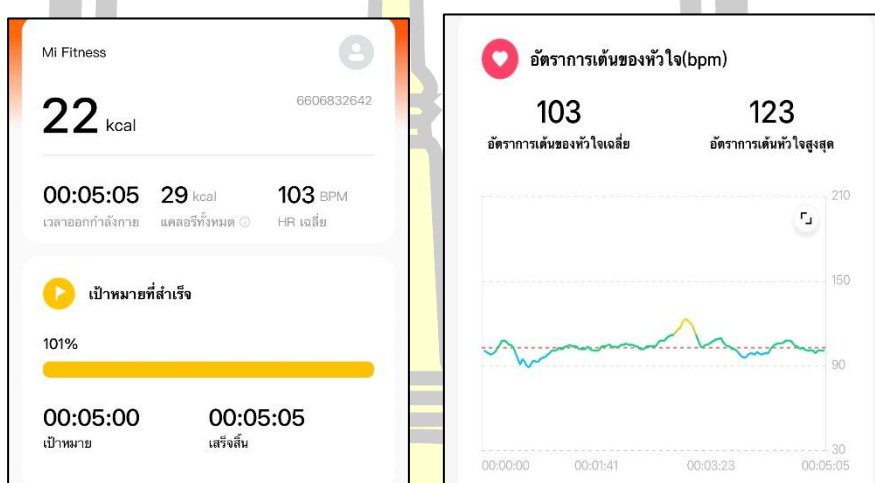 Mi Fitness
22 kcal
6606832642
00:05:05 29 kcal 103 BPM
เวลาออกกำลังกาย แคลอรีทั้งหมด HR เฉลี่ย
เป้าหมายที่สำเร็จ
101%
00:05:00 00:05:05
เป้าหมาย เสร็จสิ้น
อัตราการเต้นของหัวใจ(bpm)
103 123
อัตราการเต้นของหัวใจเฉลี่ย อัตราการเต้นหัวใจสูงสุด
210
150
90
30
00:00:00 00:01:41 00:03:23 00:05:05